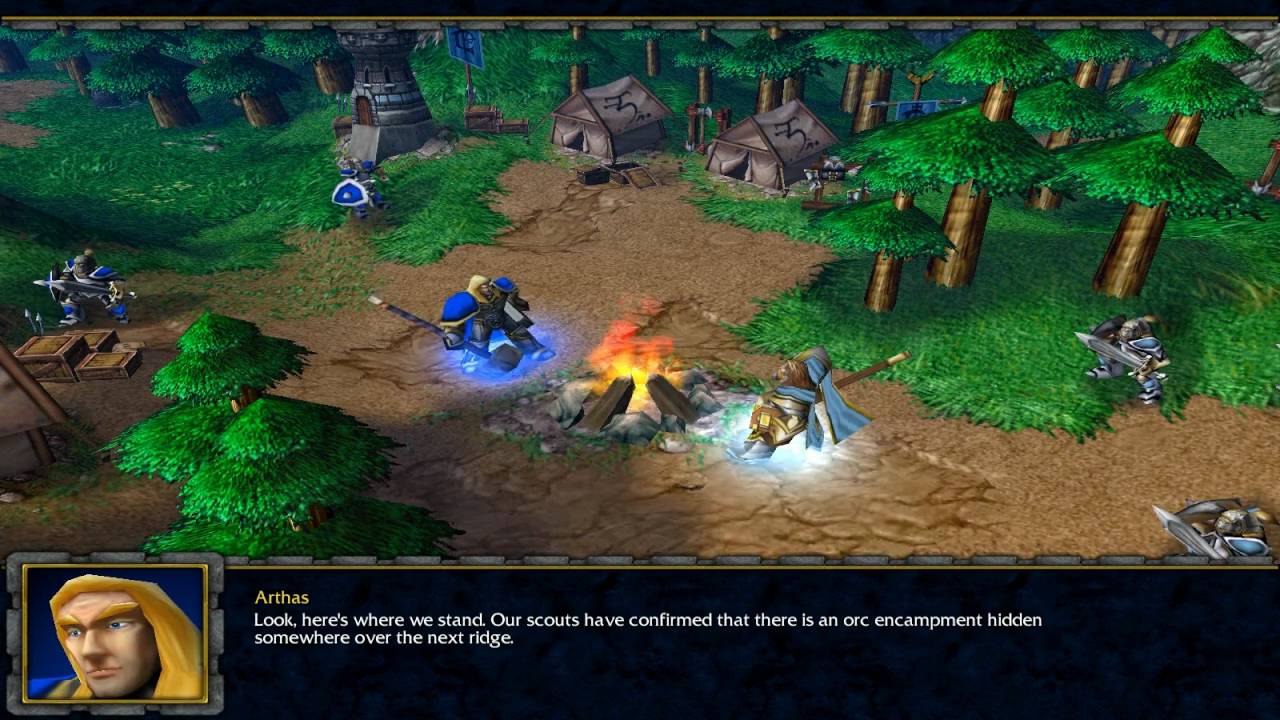 Arthas
Look, here's where we stand. Our scouts have confirmed that there is an orc encampment hidden
somewhere over the next ridge.